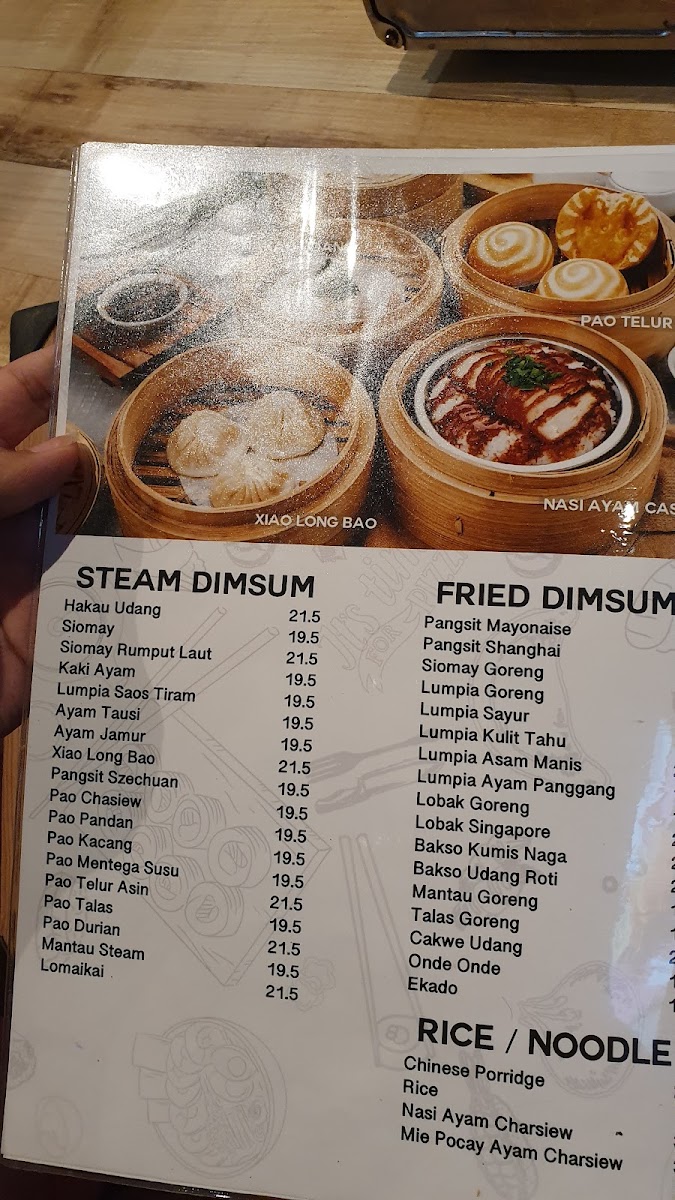 PAO TELUR
XIAO LONG BAO
NASI AYAM CAS
STEAM DIMSUM
Hakau Udang 21.5
Siomay 19.5
Siomay Rumput Laut 21.5
Kaki Ayam 19.5
Lumpia Saos Tiram 19.5
Ayam Tausi 19.5
Ayam Jamur 19.5
Xiao Long Bao 21.5
Pangsit Szechuan 19.5
Pao Chasiew 19.5
Pao Pandan 19.5
Pao Kacang 19.5
Pao Mentega Susu 19.5
Pao Telur Asin 21.5
Pao Talas 19.5
Pao Durian 21.5
Mantau Steam 19.5
Lomaikai 21.5
FRIED DIMSUM
Pangsit Mayonaise
Pangsit Shanghai
Siomay Goreng
Lumpia Goreng
Lumpia Sayur
Lumpia Kulit Tahu
Lumpia Asam Manis
Lumpia Ayam Panggang
Lobak Goreng
Lobak Singapore
Bakso Kumis Naga
Bakso Udang Roti
Mantau Goreng
Talas Goreng
Cakwe Udang
Onde Onde
Ekado
RICE / NOODLE
Chinese Porridge
Rice
Nasi Ayam Charsiew
Mie Pocay Ayam Charsiew